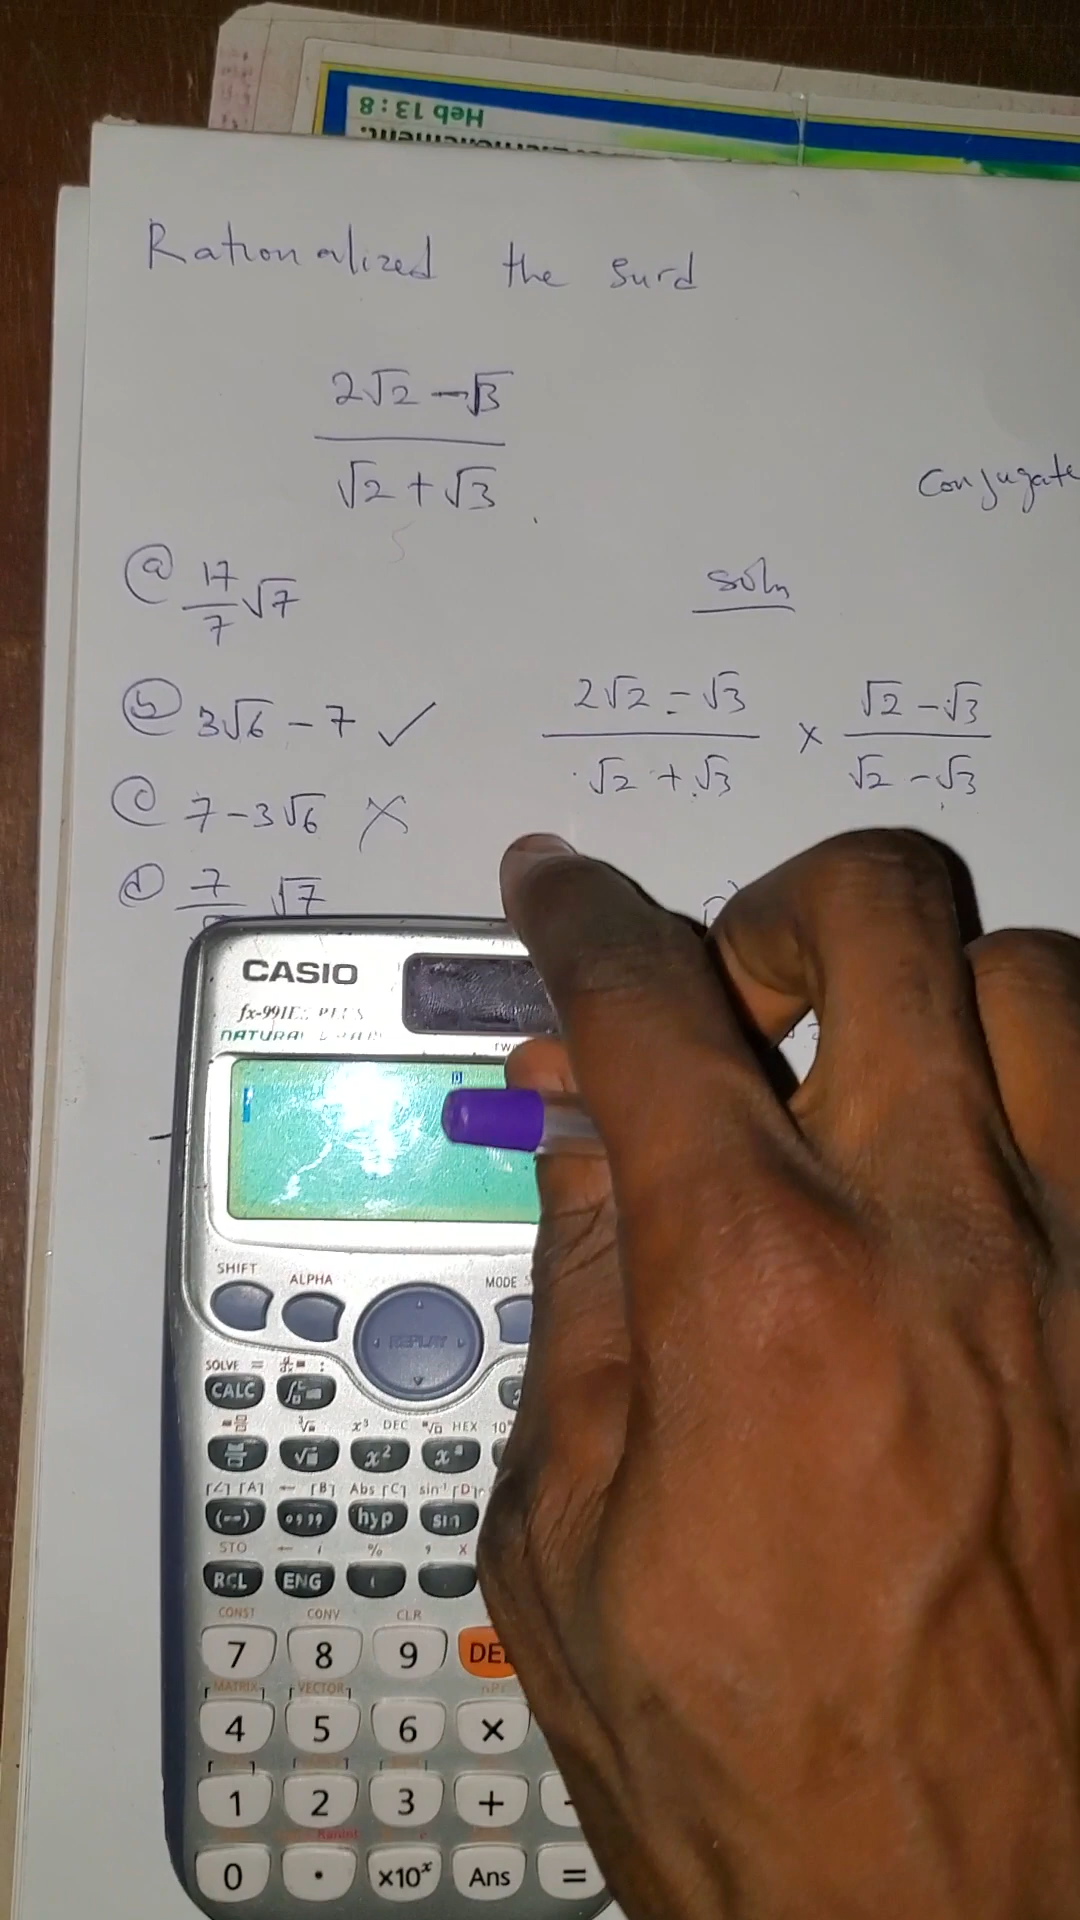 Heb 13:8
Rationalized the Surd
2√2 - √3
√2 + √3
Conjugate
@ 17/7 √7
soln
(b) 3√6 - 7 ✓
2√2 - √3
√2 + √3
×
√2 - √3
√2 - √3
(c) 7 - 3√6 ×
(d) 7 √7
CASIO
SHIFT
ALPHA
MODE
REPLAY
SOLVE = :
CALC
x³ DEC HEX
x²
Abs
(-) hyp sin
STO
RCL ENG
CONST CONV CLR
7 8 9 DEL
MATRIX VECTOR
4 5 6 ×
1 2 3 + -
0 . ×10ˣ Ans =